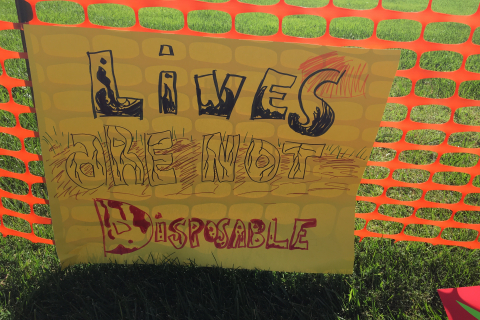 Lives
ARE NOT
DISPOSABLE